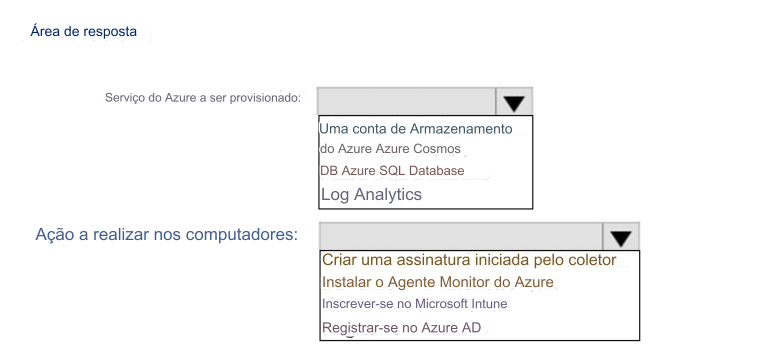 Área de resposta
Serviço do Azure a ser provisionado:
Uma conta de Armazenamento
do Azure Azure Cosmos
DB Azure SQL Database
Log Analytics
Ação a realizar nos computadores:
Criar uma assinatura iniciada pelo coletor
Instalar o Agente Monitor do Azure
Inscrever-se no Microsoft Intune
Registrar-se no Azure AD